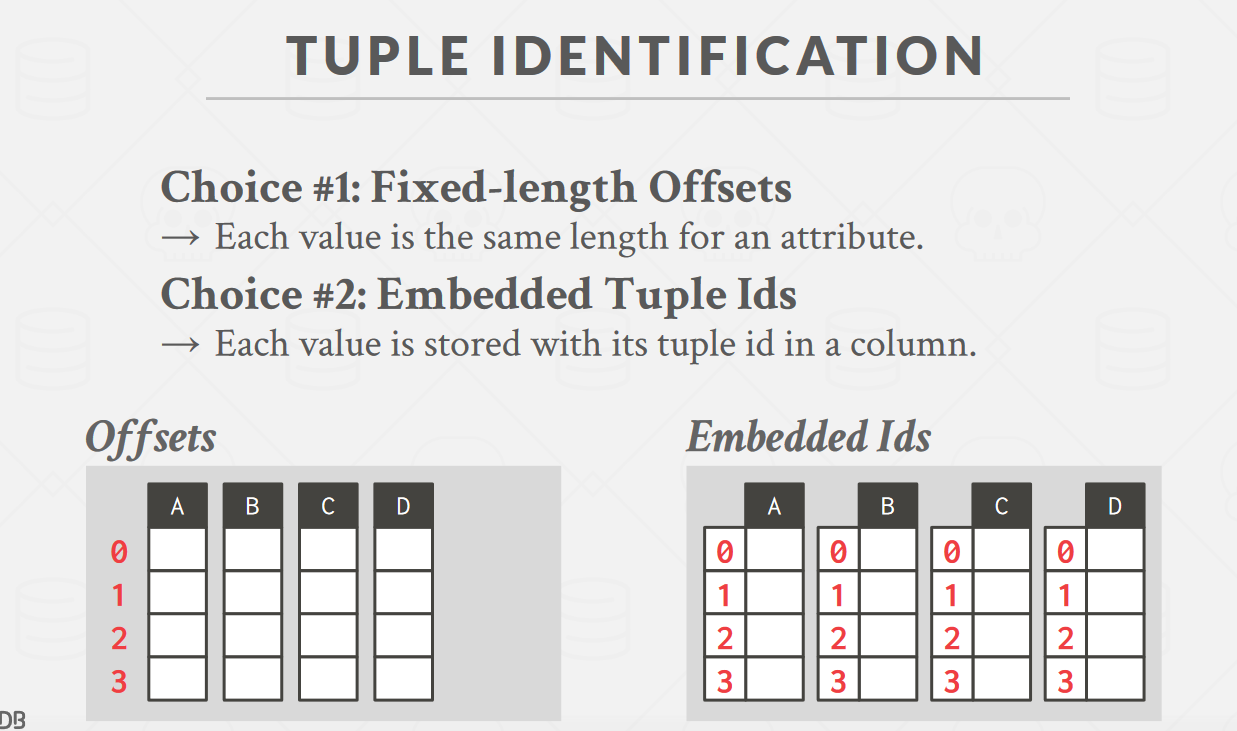 TUPLE IDENTIFICATION
Choice #1: Fixed-length Offsets
→ Each value is the same length for an attribute.
Choice #2: Embedded Tuple Ids
→ Each value is stored with its tuple id in a column.
Offsets
A B C D
0
1
2
3
Embedded Ids
A B C D
0 0 0 0
1 1 1 1
2 2 2 2
3 3 3 3
DB